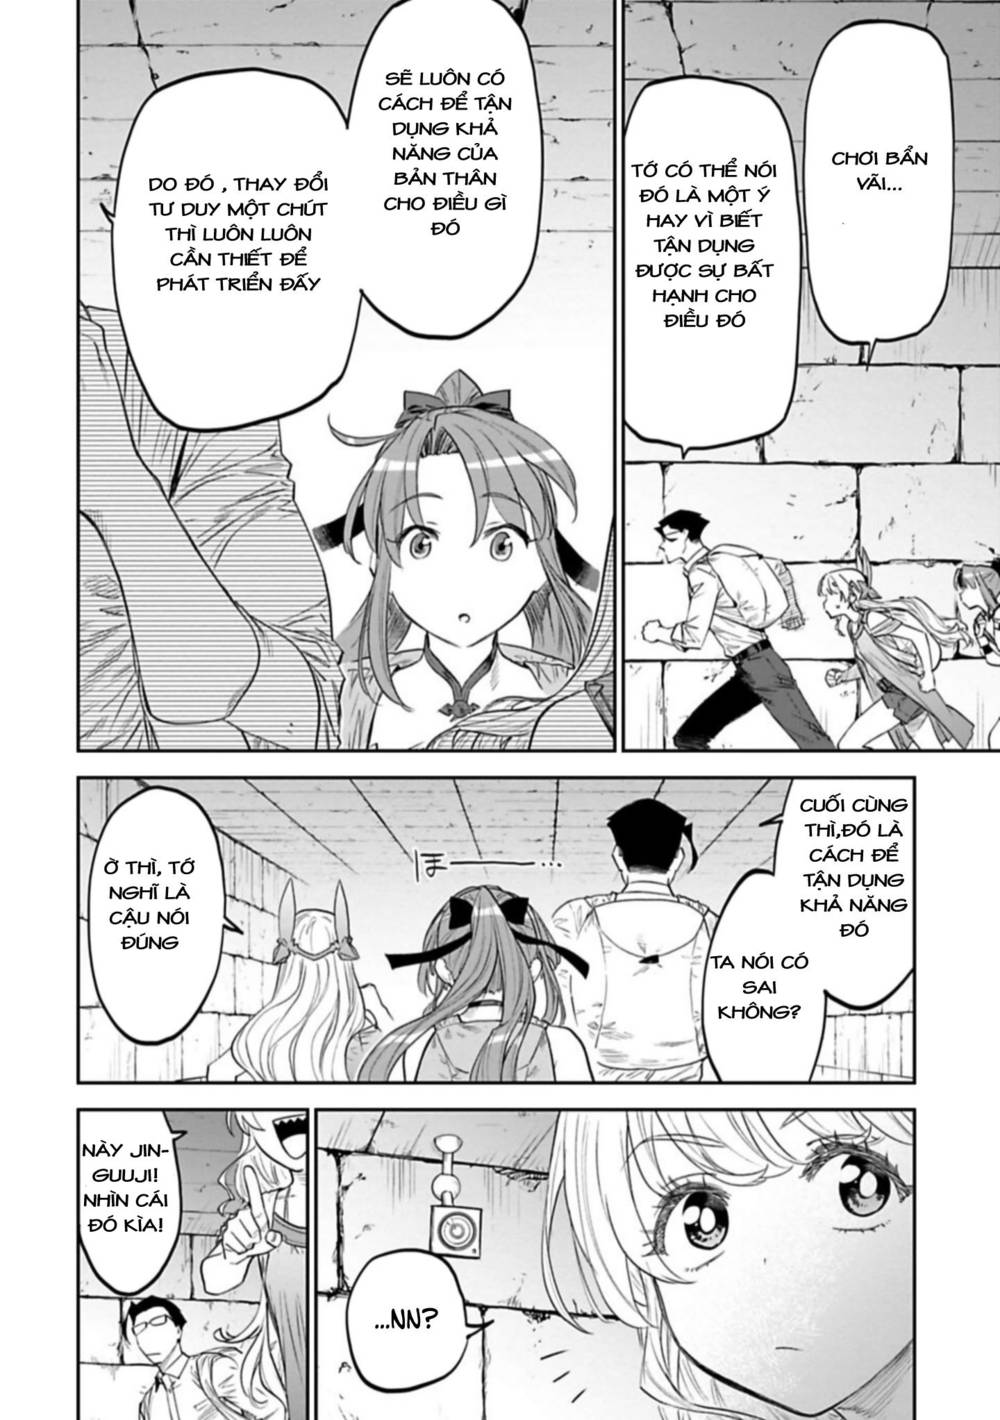 CHƠI BẨN
VÃI...
TỚ CÓ THỂ NÓI
ĐÓ LÀ MỘT Ý
HAY VÌ BIẾT
TẬN DỤNG
ĐƯỢC SỰ BẤT
HẠNH CHO
ĐIỀU ĐÓ
SẼ LUÔN CÓ
CÁCH ĐỂ TẬN
DỤNG KHẢ
NĂNG CỦA
BẢN THÂN
CHO ĐIỀU GÌ
ĐÓ
DO ĐÓ , THAY ĐỔI
TƯ DUY MỘT CHÚT
THÌ LUÔN LUÔN
CẦN THIẾT ĐỂ
PHÁT TRIỂN ĐẤY
CUỐI CÙNG
THÌ,ĐÓ LÀ
CÁCH ĐỂ
TẬN DỤNG
KHẢ NĂNG
ĐÓ
TA NÓI CÓ
SAI
KHÔNG?
ほーー…
Ờ THÌ, TỚ
NGHĨ LÀ
CẬU NÓI
ĐÚNG
...NN?
NÀY JIN-
GUUJI!
NHÌN CÁI
ĐÓ KÌA!